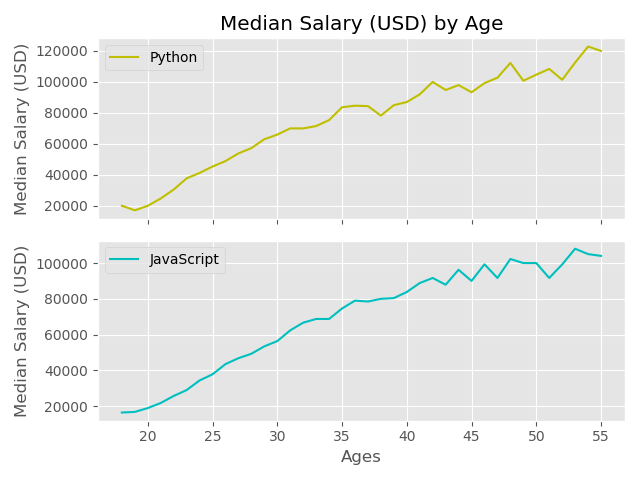 Median Salary (USD) by Age
Median Salary (USD)
120000
100000
80000
60000
40000
20000
Python
Median Salary (USD)
100000
80000
60000
40000
20000
JavaScript
20 25 30 35 40 45 50 55
Ages